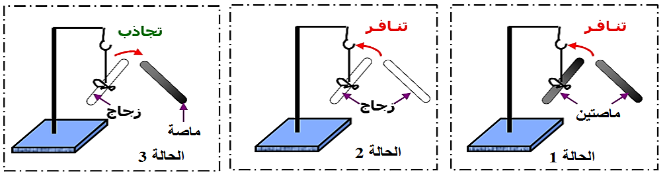 تنافر
ماصتين
الحالة 1
تنافر
زجاج
الحالة 2
تجاذب
زجاج
ماصة
الحالة 3